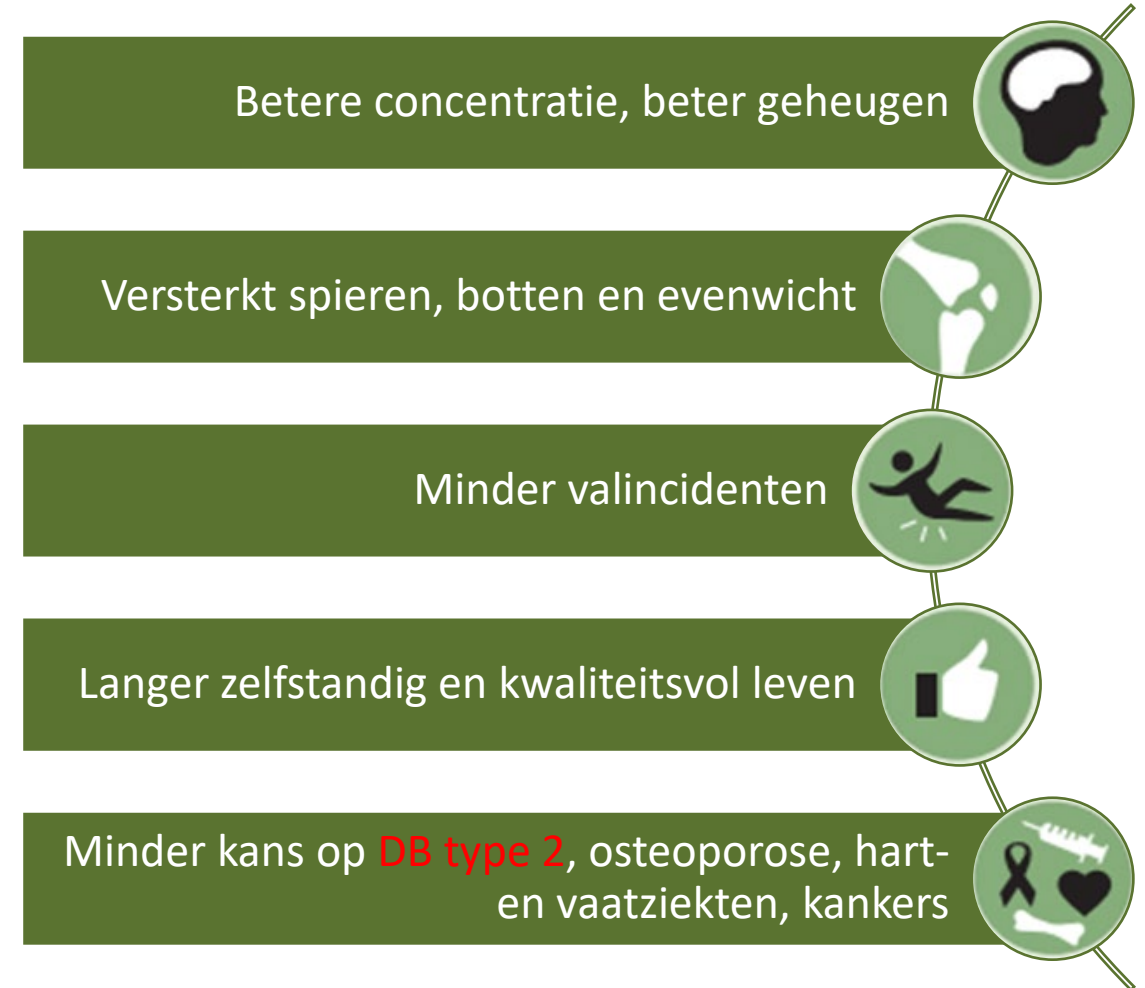 Betere concentratie, beter geheugen
Versterkt spieren, botten en evenwicht
Minder valincidenten
Langer zelfstandig en kwaliteitsvol leven
Minder kans op DB type 2, osteoporose, hart-
en vaatziekten, kankers